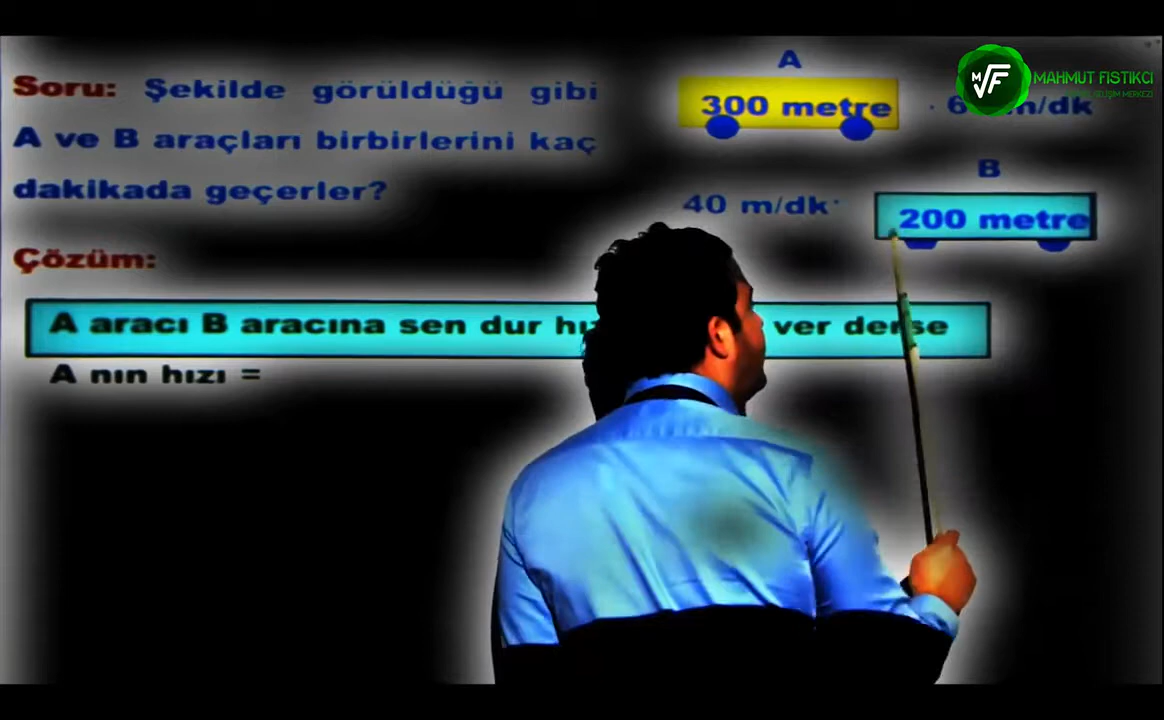 Soru: Şekilde görüldüğü gibi
A ve B araçları birbirlerini kaç
dakikada geçerler?
A
300 metre
m/dk
B
40 m/dk
200 metre
Çözüm:
A aracı B aracına sen dur ver derse
A nın hızı =
MAHMUT FISTIKCI